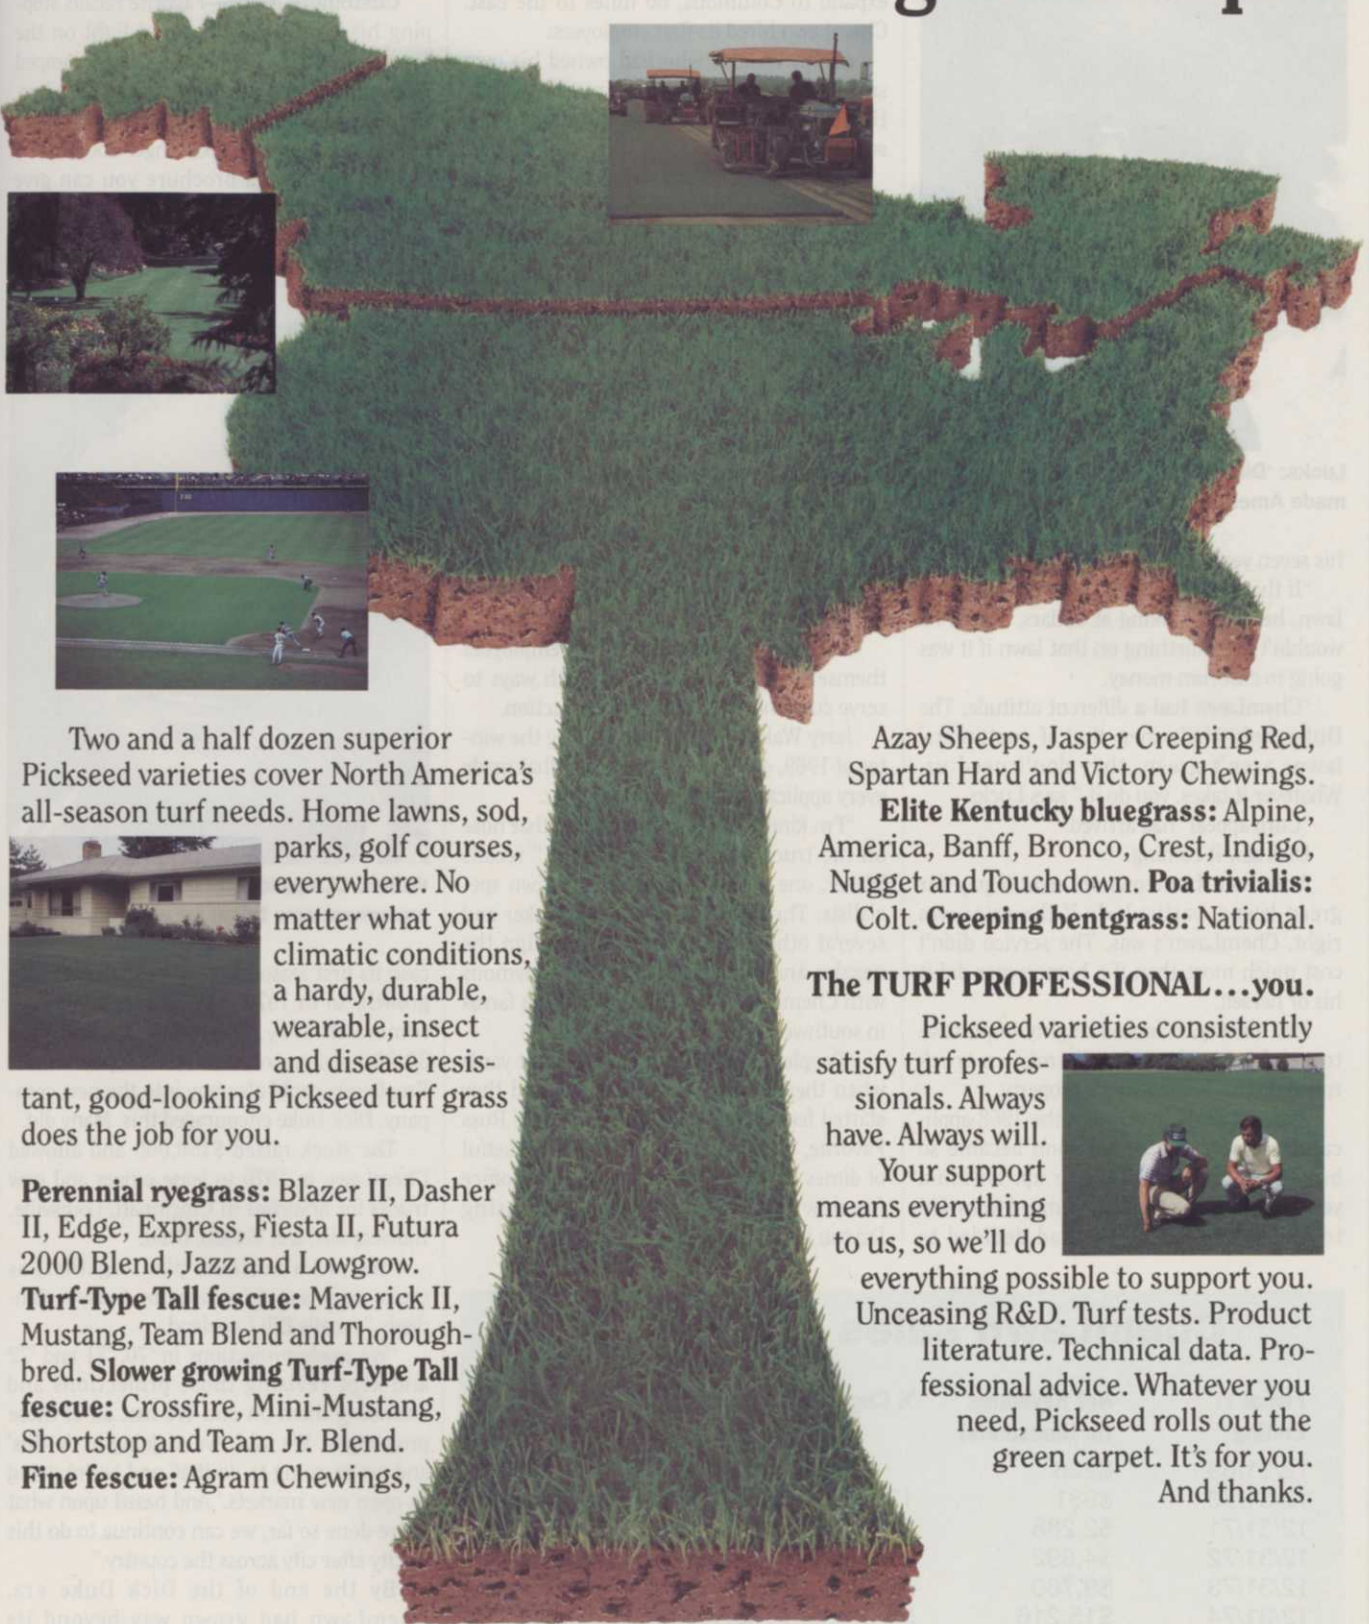 Two and a half dozen superior
Pickseed varieties cover North America's
all-season turf needs. Home lawns, sod,
parks, golf courses,
everywhere. No
matter what your
climatic conditions,
a hardy, durable,
wearable, insect
and disease resis-
tant, good-looking Pickseed turf grass
does the job for you.
Perennial ryegrass: Blazer II, Dasher
II, Edge, Express, Fiesta II, Futura
2000 Blend, Jazz and Lowgrow.
Turf-Type Tall fescue: Maverick II,
Mustang, Team Blend and Thorough-
bred. Slower growing Turf-Type Tall
fescue: Crossfire, Mini-Mustang,
Shortstop and Team Jr. Blend.
Fine fescue: Agram Chewings,
Azay Sheeps, Jasper Creeping Red,
Spartan Hard and Victory Chewings.
Elite Kentucky bluegrass: Alpine,
America, Banff, Bronco, Crest, Indigo,
Nugget and Touchdown. Poa trivialis:
Colt. Creeping bentgrass: National.
The TURF PROFESSIONAL...you.
Pickseed varieties consistently
satisfy turf profes-
sionals. Always
have. Always will.
Your support
means everything
to us, so we'll do
everything possible to support you.
Unceasing R&D. Turf tests. Product
literature. Technical data. Pro-
fessional advice. Whatever you
need, Pickseed rolls out the
green carpet. It's for you.
And thanks.